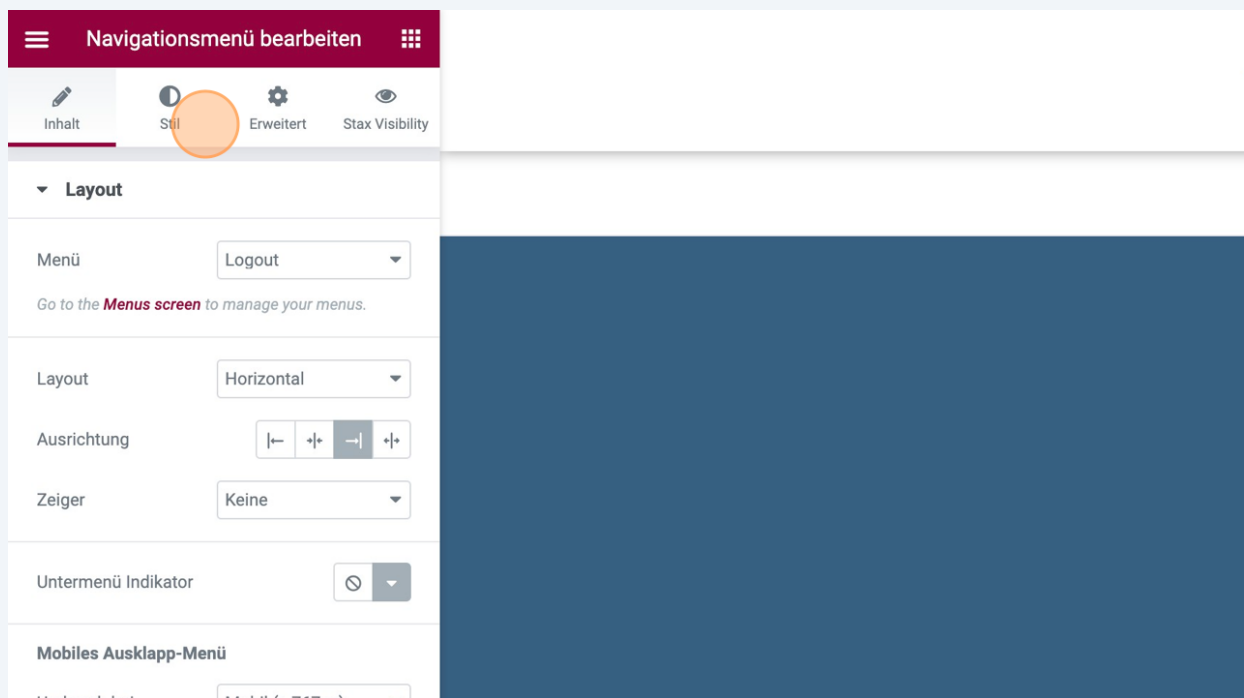 Navigationsmenü bearbeiten
Inhalt Stil Erweitert Stax Visibility
Layout
Menü Logout
Go to the Menus screen to manage your menus.
Layout Horizontal
Ausrichtung
Zeiger Keine
Untermenü Indikator
Mobiles Ausklapp-Menü